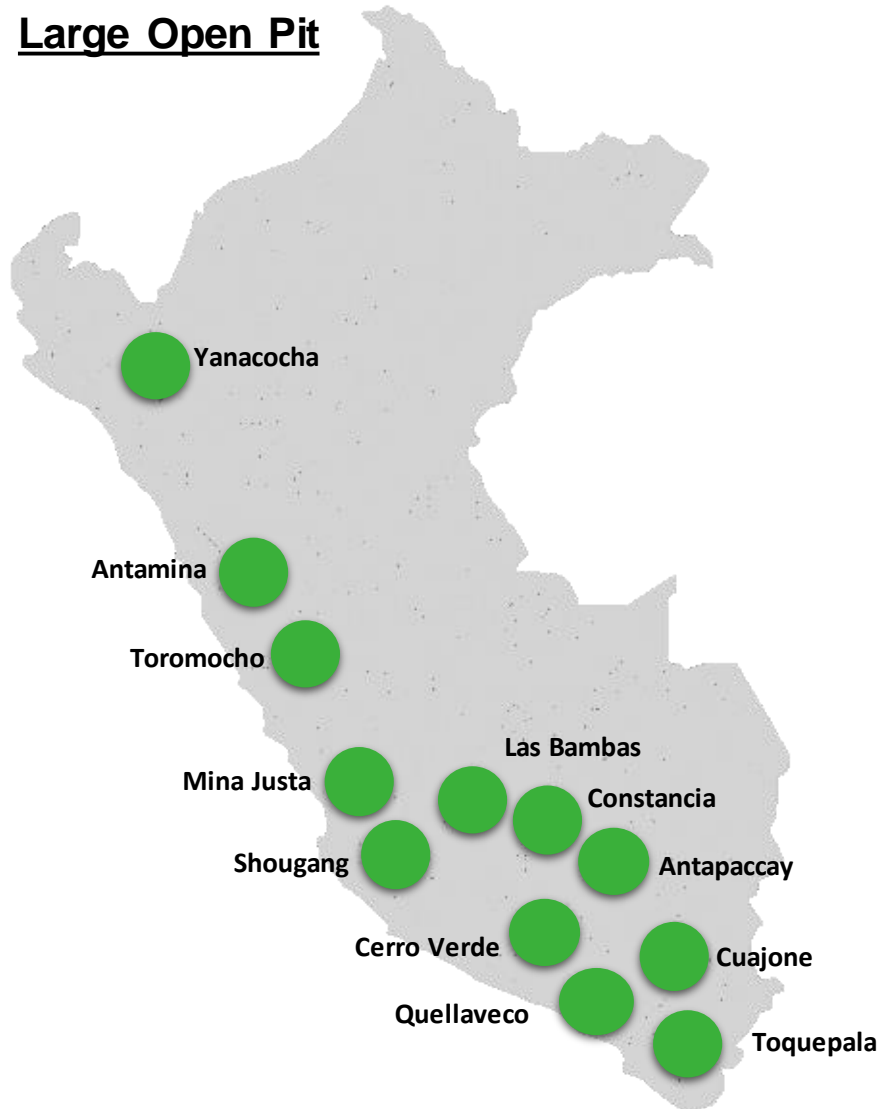 Large Open Pit
Yanacocha
Antamina
Toromocho
Las Bambas
Mina Justa
Constancia
Shougang
Antapaccay
Cerro Verde
Cuajone
Quellaveco
Toquepala